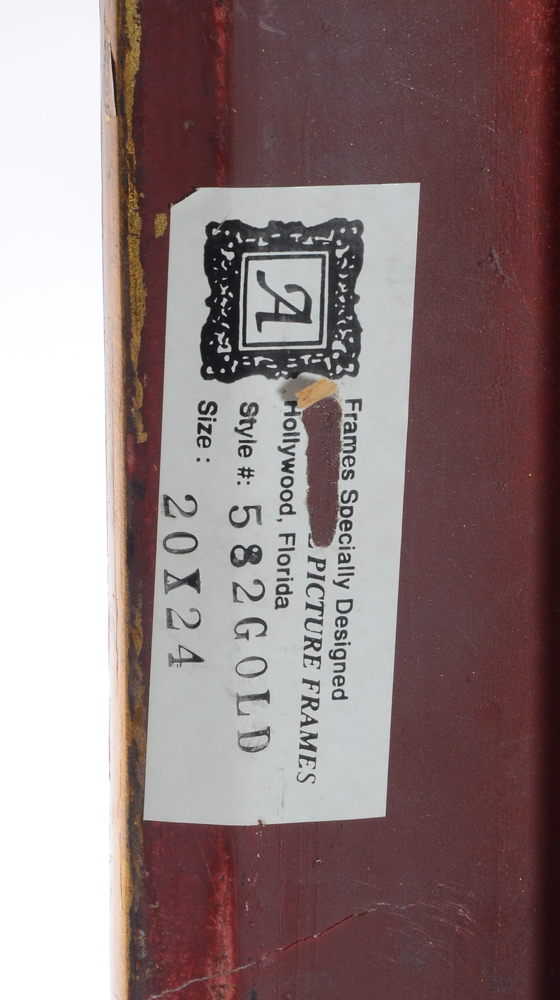 A
Frames Specially Designed
PICTURE FRAMES
Hollywood, Florida
Style #: 582GOLD
Size: 20X24